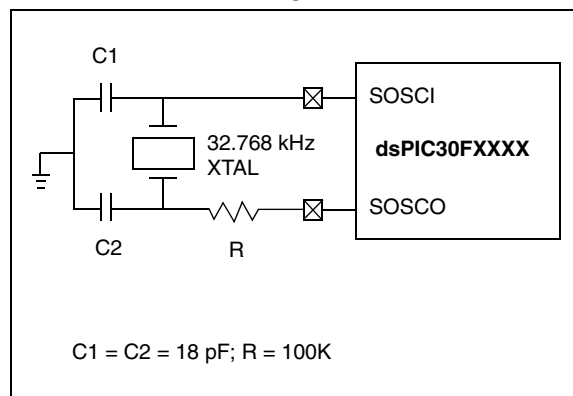 C1
SOSCI
32.768 kHz
XTAL
dsPIC30FXXXX
SOSCO
C2
R
C1 = C2 = 18 pF; R = 100K